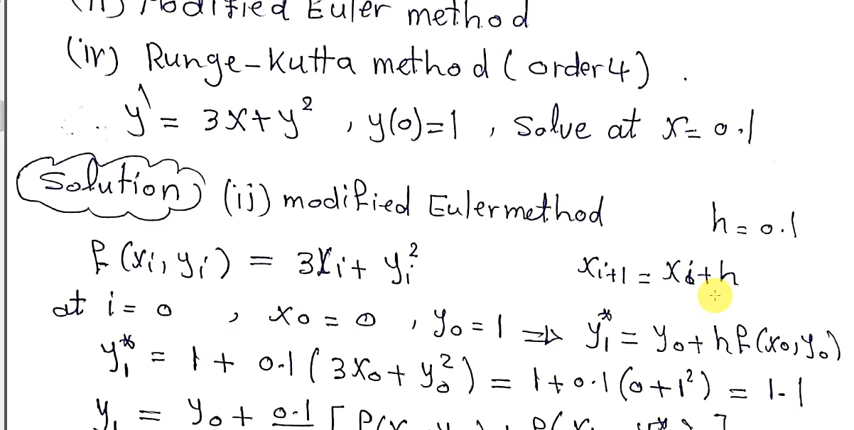 (ii) Modified Euler method
(iv) Runge-Kutta method (order 4).
y' = 3x + y², y(0)=1, solve at x = 0.1
Solution (ii) modified Euler method
h = 0.1
f(xi, yi) = 3xi + yi²
xi+1 = xi + h
at i = 0, x0 = 0, y0 = 1 ⇒ y1* = y0 + hf(x0, y0)
y1* = 1 + 0.1(3x0 + y0²) = 1 + 0.1(0 + 1²) = 1.1
y1 = y0 + 0.1 [